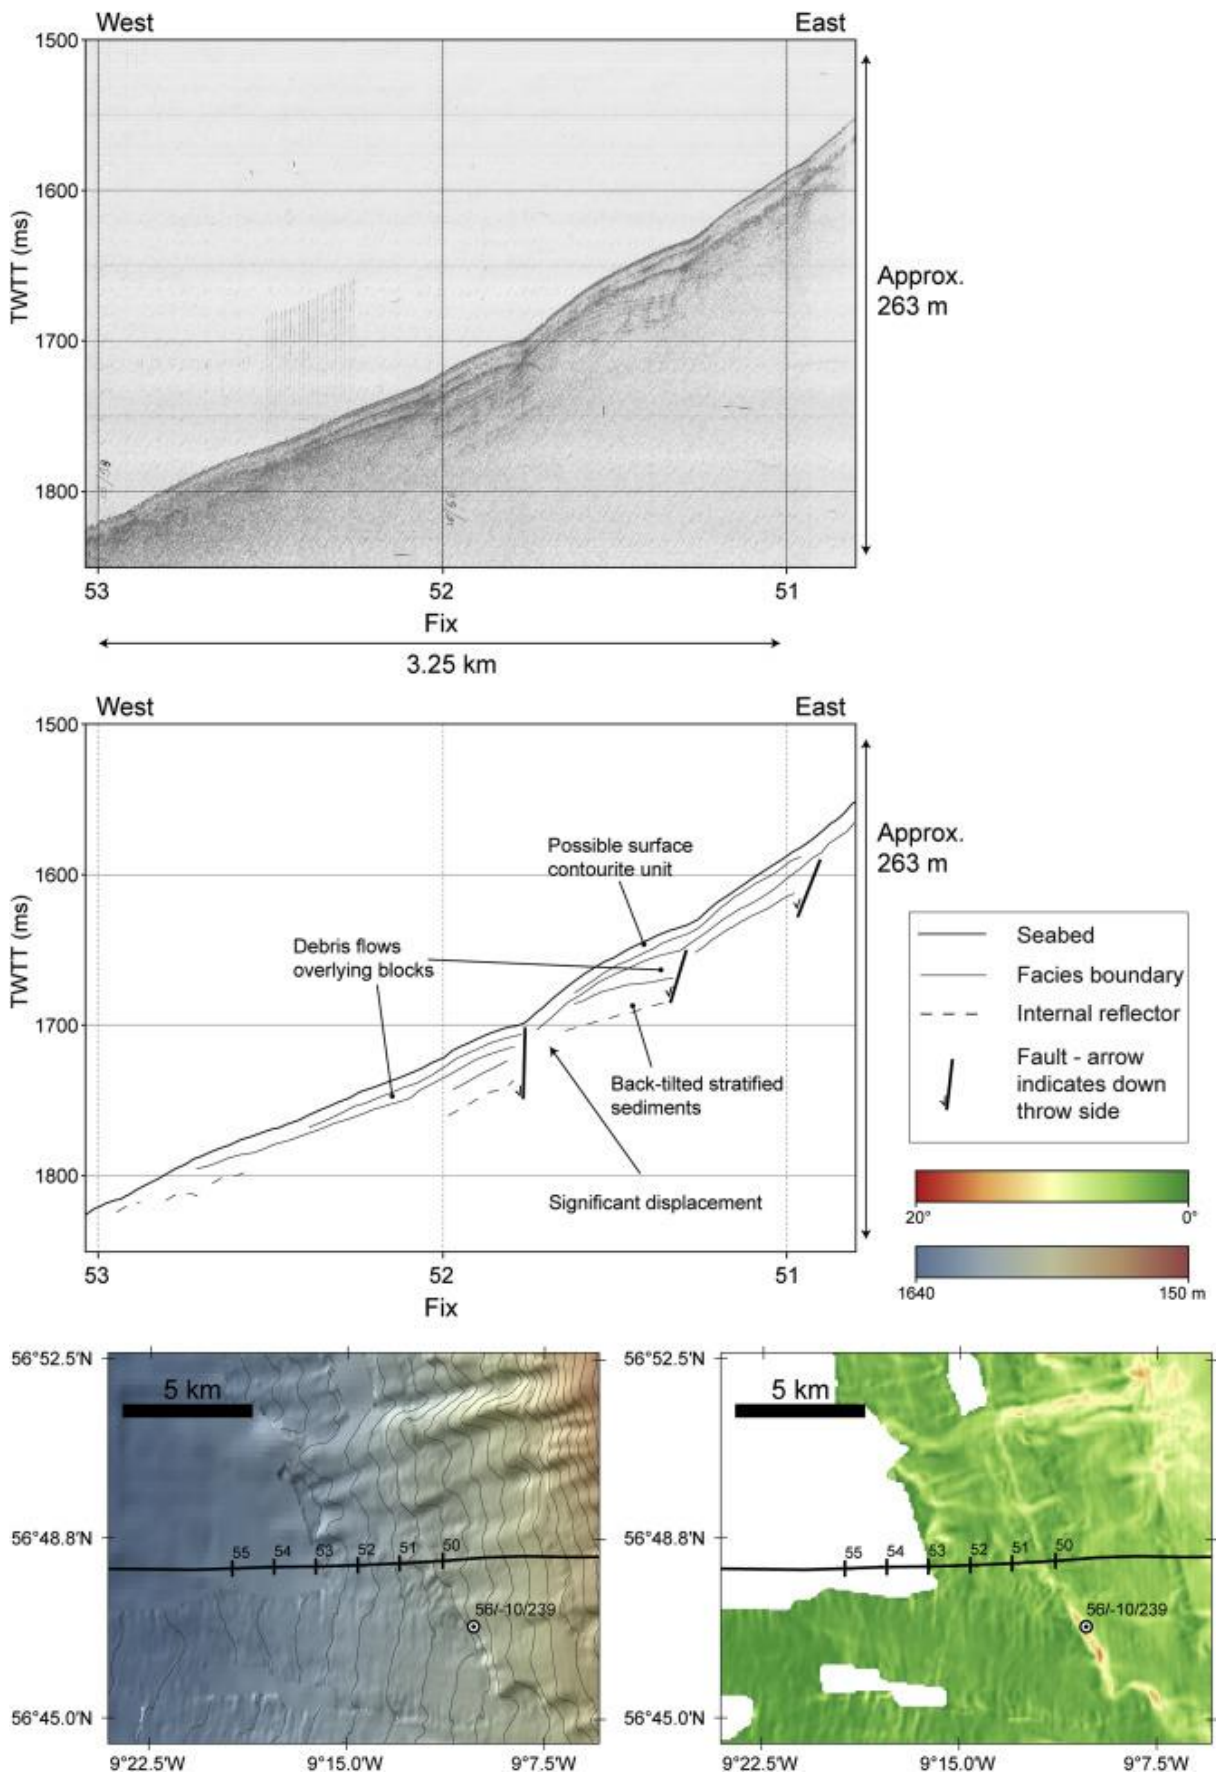 West
East
1500
1600
1700
1800
TWTT (ms)
Approx.
263 m
53
52
51
Fix
3.25 km
West
East
1500
1600
1700
1800
TWTT (ms)
Possible surface
contourite unit
Debris flows
overlying blocks
Back-tilted stratified
sediments
Significant displacement
Approx.
263 m
53
52
51
Fix
Seabed
Facies boundary
Internal reflector
Fault - arrow
indicates down
throw side
20°
0°
1640
150 m
56°52.5'N
56°48.8'N
56°45.0'N
5 km
55
54
53
52
51
50
56/-10/239
9°22.5'W
9°15.0'W
9°7.5'W
56°52.5'N
56°48.8'N
56°45.0'N
5 km
55
54
53
52
51
50
56/-10/239
9°22.5'W
9°15.0'W
9°7.5'W